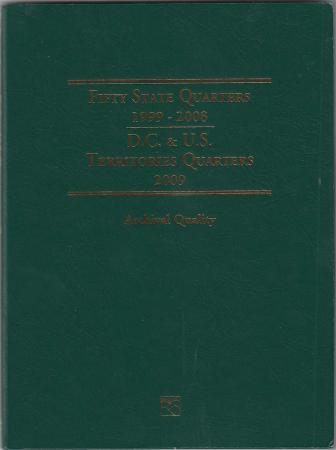 Fifty State Quarters
1999 - 2008
D.C. & U.S.
Territories Quarters
2009
Archival Quality